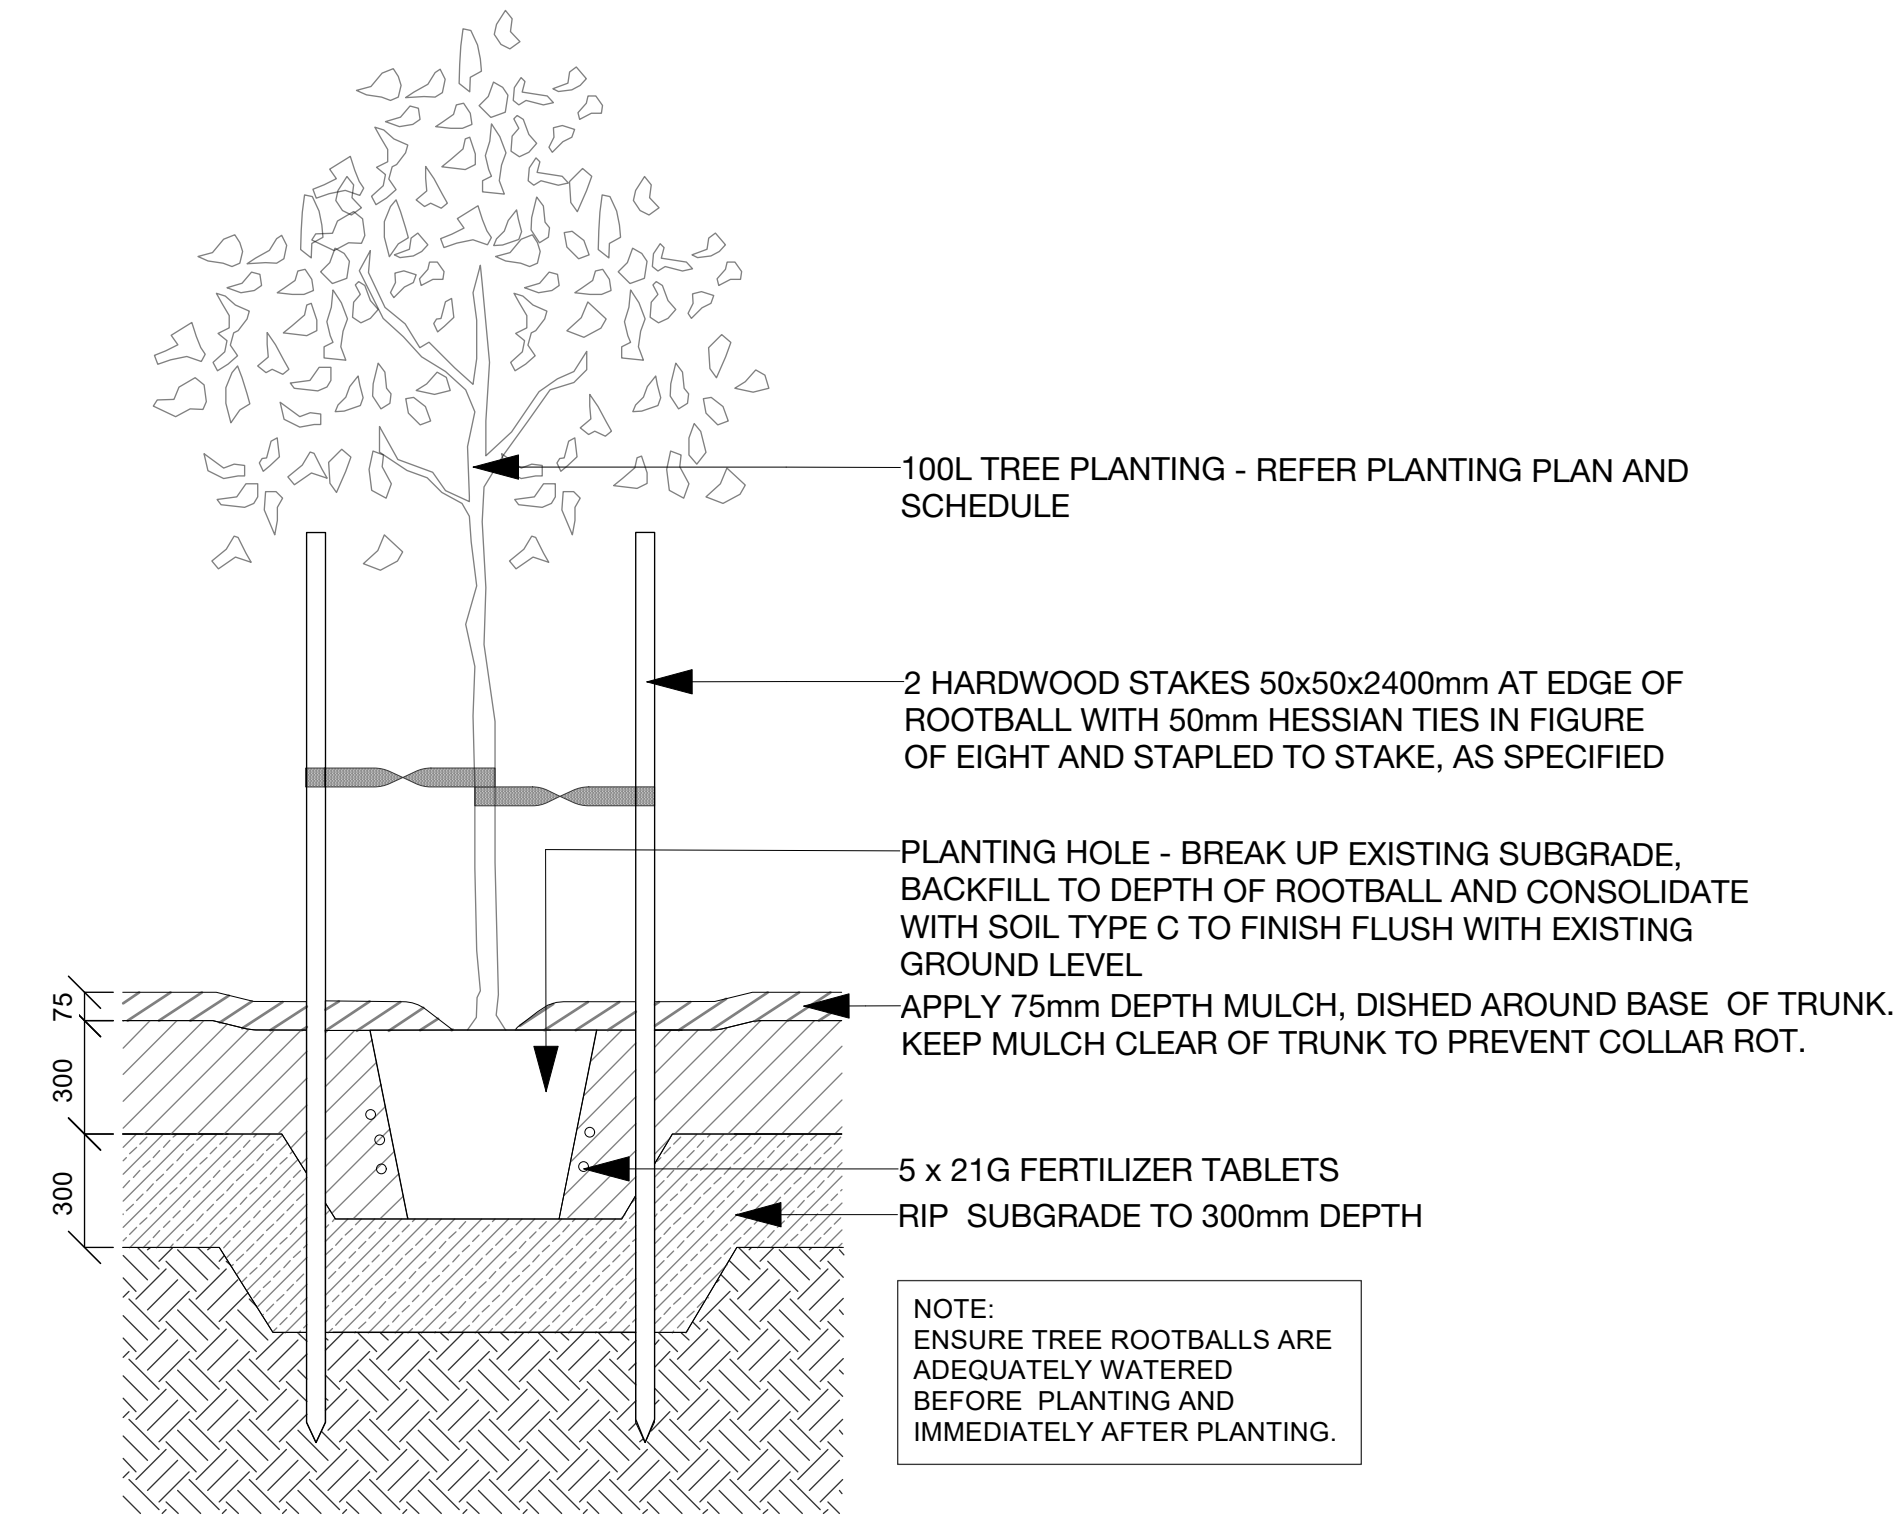 100L TREE PLANTING - REFER PLANTING PLAN AND
SCHEDULE
2 HARDWOOD STAKES 50x50x2400mm AT EDGE OF
ROOTBALL WITH 50mm HESSIAN TIES IN FIGURE
OF EIGHT AND STAPLED TO STAKE, AS SPECIFIED
PLANTING HOLE - BREAK UP EXISTING SUBGRADE,
BACKFILL TO DEPTH OF ROOTBALL AND CONSOLIDATE
WITH SOIL TYPE C TO FINISH FLUSH WITH EXISTING
GROUND LEVEL
75
APPLY 75mm DEPTH MULCH, DISHED AROUND BASE OF TRUNK.
KEEP MULCH CLEAR OF TRUNK TO PREVENT COLLAR ROT.
300
5 x 21G FERTILIZER TABLETS
300
RIP SUBGRADE TO 300mm DEPTH
NOTE:
ENSURE TREE ROOTBALLS ARE
ADEQUATELY WATERED
BEFORE PLANTING AND
IMMEDIATELY AFTER PLANTING.